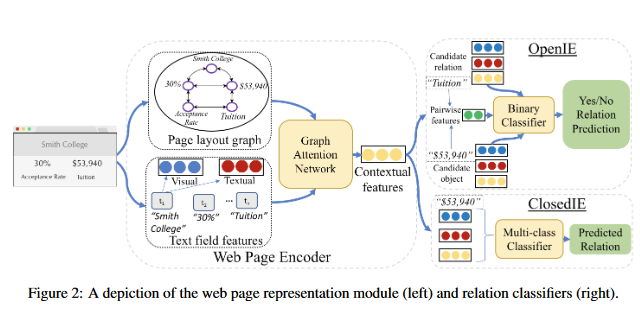 Smith College
30%
$53,940
Acceptance Rate
Tuition
Smith College
30%
$53,940
Acceptance
Rate
Tuition
Page layout graph
Visual
Textual
t₁
t₂
...
"Smith
College"
"30%"
"Tuition"
Text field features
Web Page Encoder
Graph
Attention
Network
Contextual
features
OpenIE
Candidate
relation
"Tuition"
Pairwise
features
"$53,940"
Candidate
object
Binary
Classifier
Yes/No
Relation
Prediction
ClosedIE
"$53,940"
Multi-class
Classifier
Predicted
Relation
Figure 2: A depiction of the web page representation module (left) and relation classifiers (right).